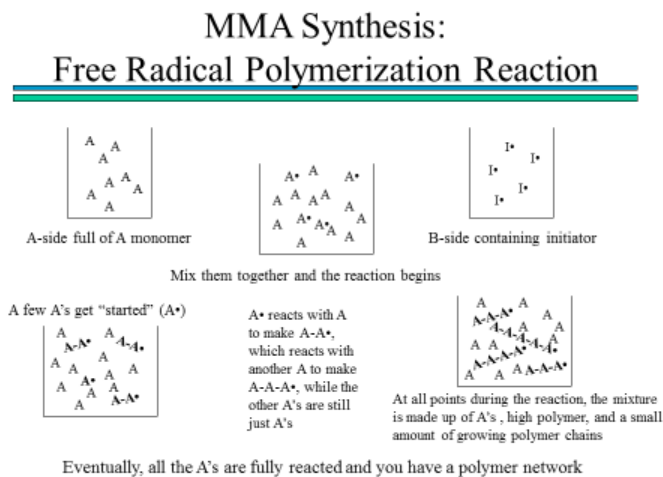 MMA Synthesis:
Free Radical Polymerization Reaction
A
A
A
A
A
A
A
A
A-side full of A monomer
A• A A•
A A A A
A
A A• A• A
A
A
A
I•
I•
I•
I•
I•
B-side containing initiator
Mix them together and the reaction begins
A few A's get “started” (A•)
A
A
A-A•
A-A•
A
A
A
A
A•
A
A
A-A•
A
A• reacts with A
to make A-A•,
which reacts with
another A to make
A-A-A•, while the
other A's are still
just A's
A
A
A-A-A•
A
A
A A
A
A
A-A-A•
At all points during the reaction, the mixture
is made up of A's , high polymer, and a small
amount of growing polymer chains
Eventually, all the A's are fully reacted and you have a polymer network